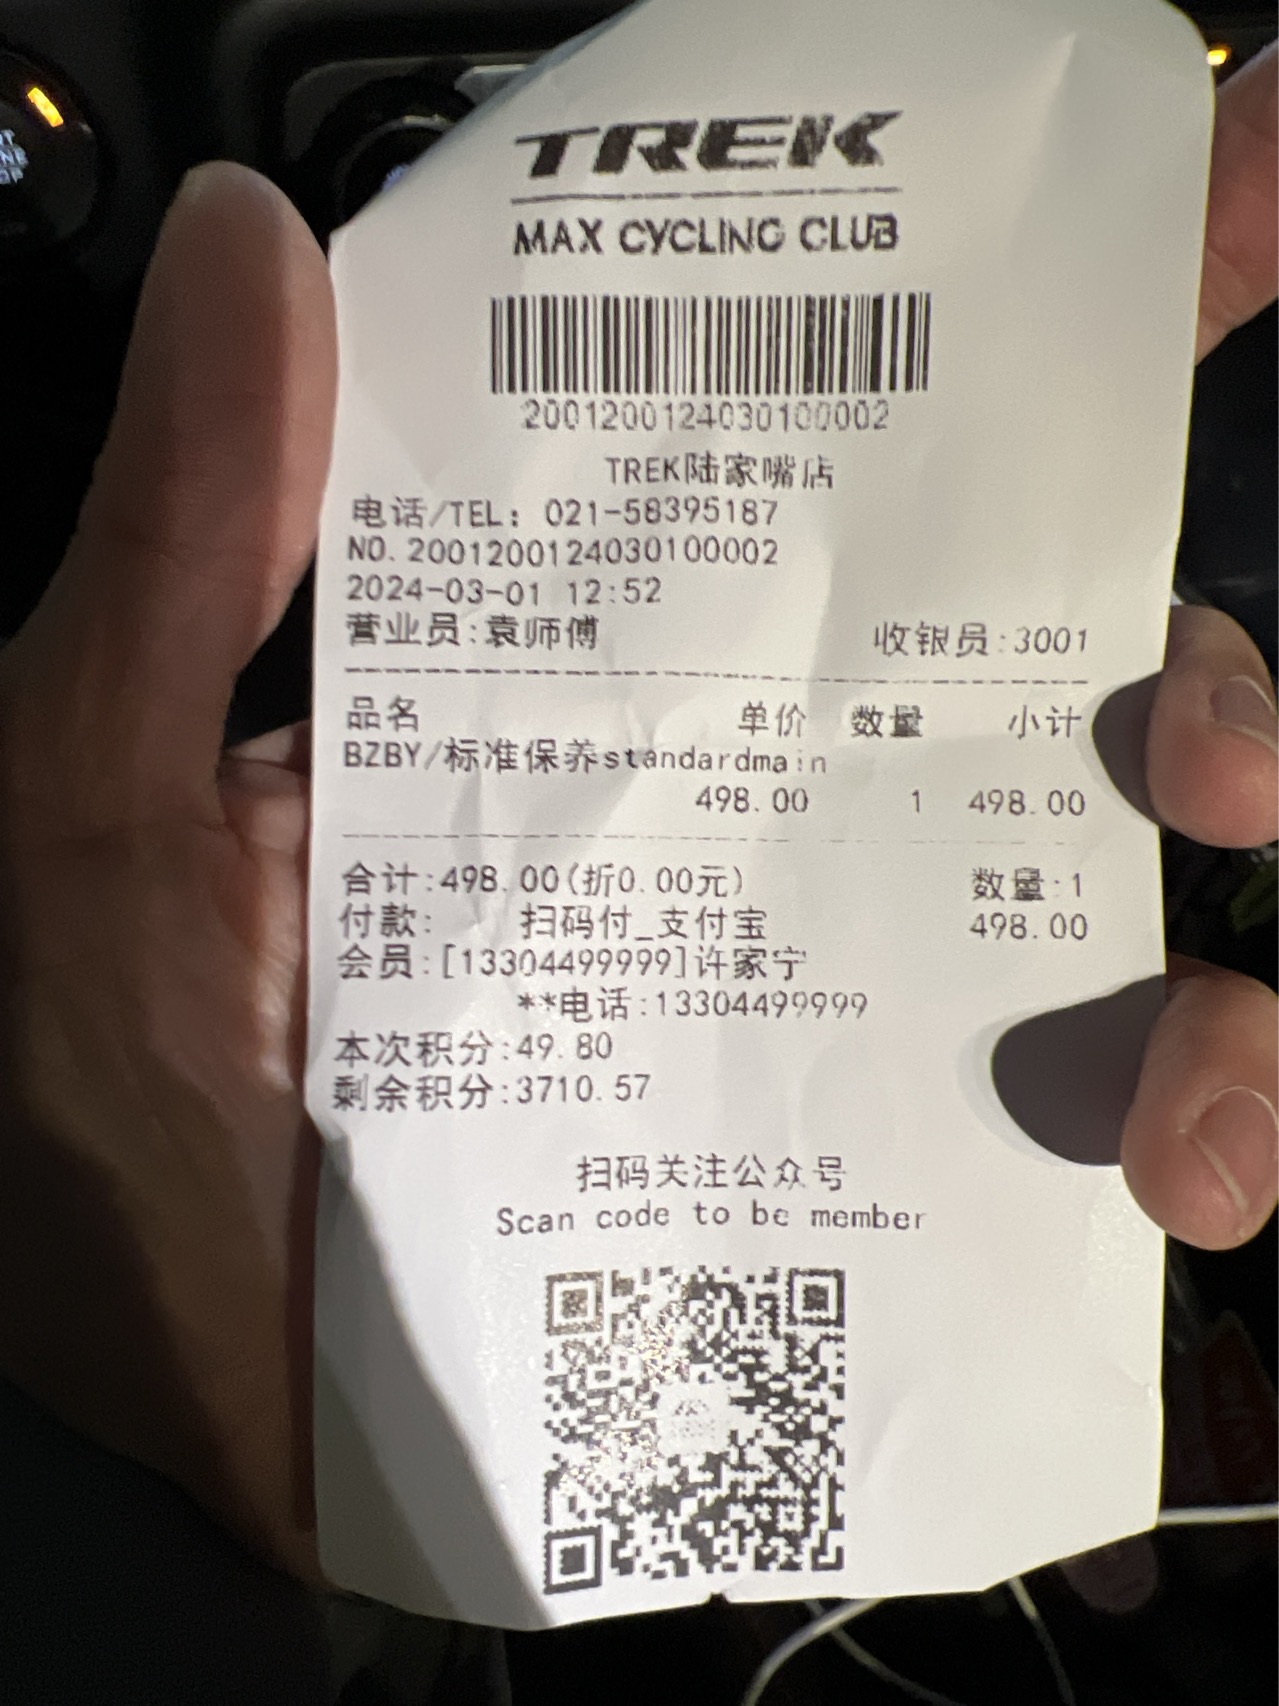 TREK
MAX CYCLING CLUB
2001200124030100002
TREK陆家嘴店
电话/TEL: 021-58395187
NO.2001200124030100002
2024-03-01 12:52
营业员:袁师傅 收银员:3001
品名 单价 数量 小计
BZBY/标准保养standardmain
498.00 1 498.00
合计:498.00(折0.00元) 数量:1
付款: 扫码付_支付宝 498.00
会员:[13304499999]许家宁
**电话:13304499999
本次积分:49.80
剩余积分:3710.57
扫码关注公众号
Scan code to be member